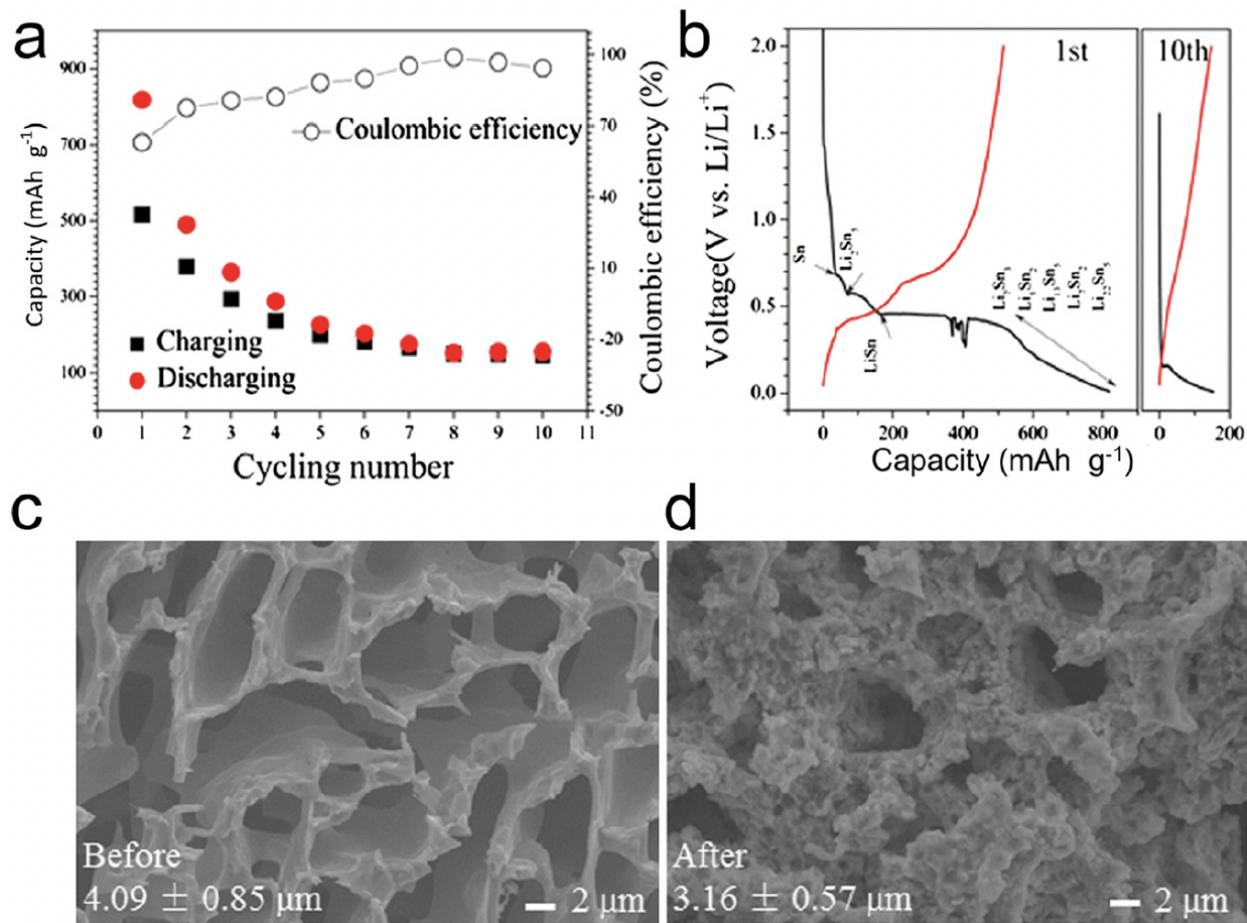 a
Capacity (mAh g⁻¹)
900
700
500
300
100
Coulombic efficiency
Charging
Discharging
100
70
40
10
-20
-50
Coulombic efficiency (%)
0 1 2 3 4 5 6 7 8 9 10 11
Cycling number
b
1st
10th
Voltage(V vs. Li/Li⁺)
2.0
1.5
1.0
0.5
0.0
Sn
Li₂Sn₅
LiSn
Li₇Sn₃
Li₅Sn₂
Li₁₃Sn₅
Li₇Sn₂
Li₂₂Sn₅
0 200 400 600 800
0 200
Capacity (mAh g⁻¹)
c
Before
4.09 ± 0.85 μm
2 μm
d
After
3.16 ± 0.57 μm
2 μm